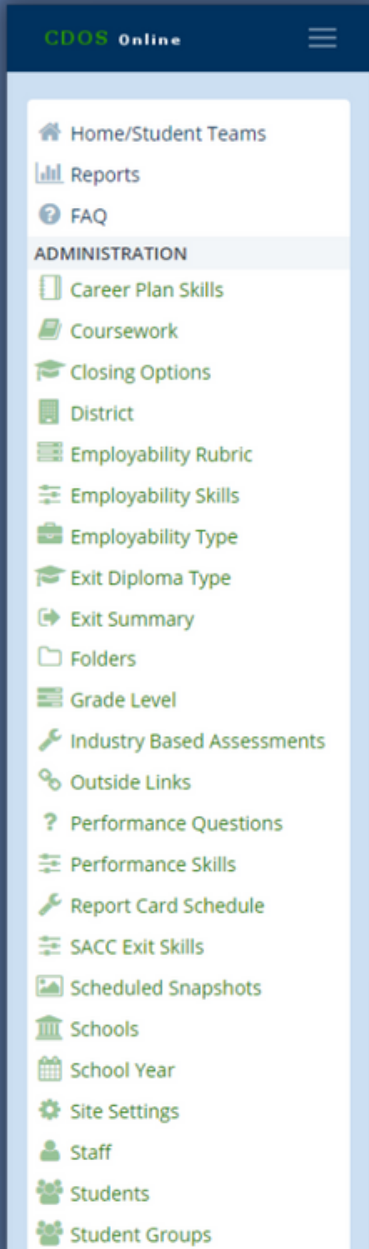 CDOS Online
Home/Student Teams
Reports
FAQ
ADMINISTRATION
Career Plan Skills
Coursework
Closing Options
District
Employability Rubric
Employability Skills
Employability Type
Exit Diploma Type
Exit Summary
Folders
Grade Level
Industry Based Assessments
Outside Links
Performance Questions
Performance Skills
Report Card Schedule
SACC Exit Skills
Scheduled Snapshots
Schools
School Year
Site Settings
Staff
Students
Student Groups